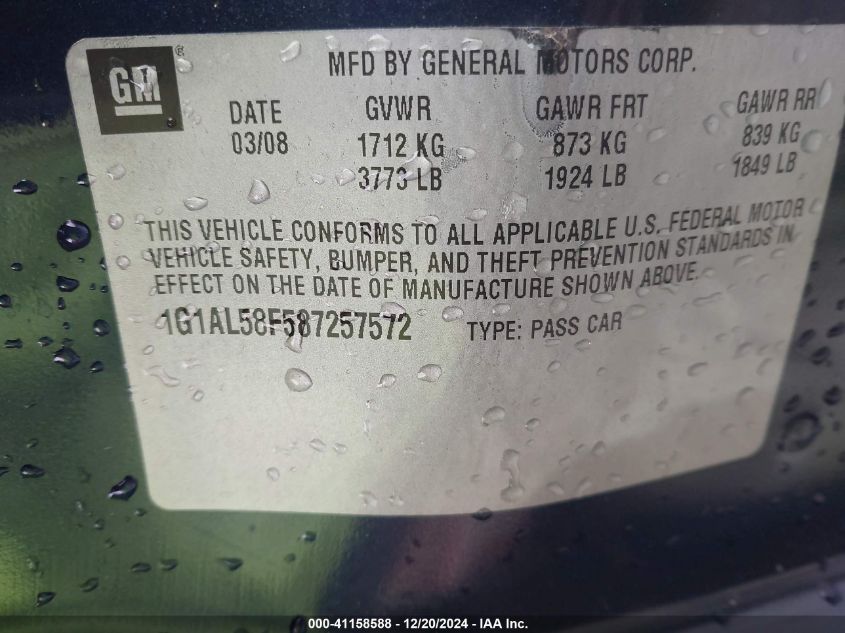 GM ®
MFD BY GENERAL MOTORS CORP.
DATE GVWR GAWR FRT GAWR RR
03/08 1712 KG 873 KG 839 KG
3773 LB 1924 LB 1849 LB
THIS VEHICLE CONFORMS TO ALL APPLICABLE U.S. FEDERAL MOTOR
VEHICLE SAFETY, BUMPER, AND THEFT PREVENTION STANDARDS IN
EFFECT ON THE DATE OF MANUFACTURE SHOWN ABOVE.
1G1AL58F587257572 TYPE: PASS CAR
000-41158588 - 12/20/2024 - IAA Inc.